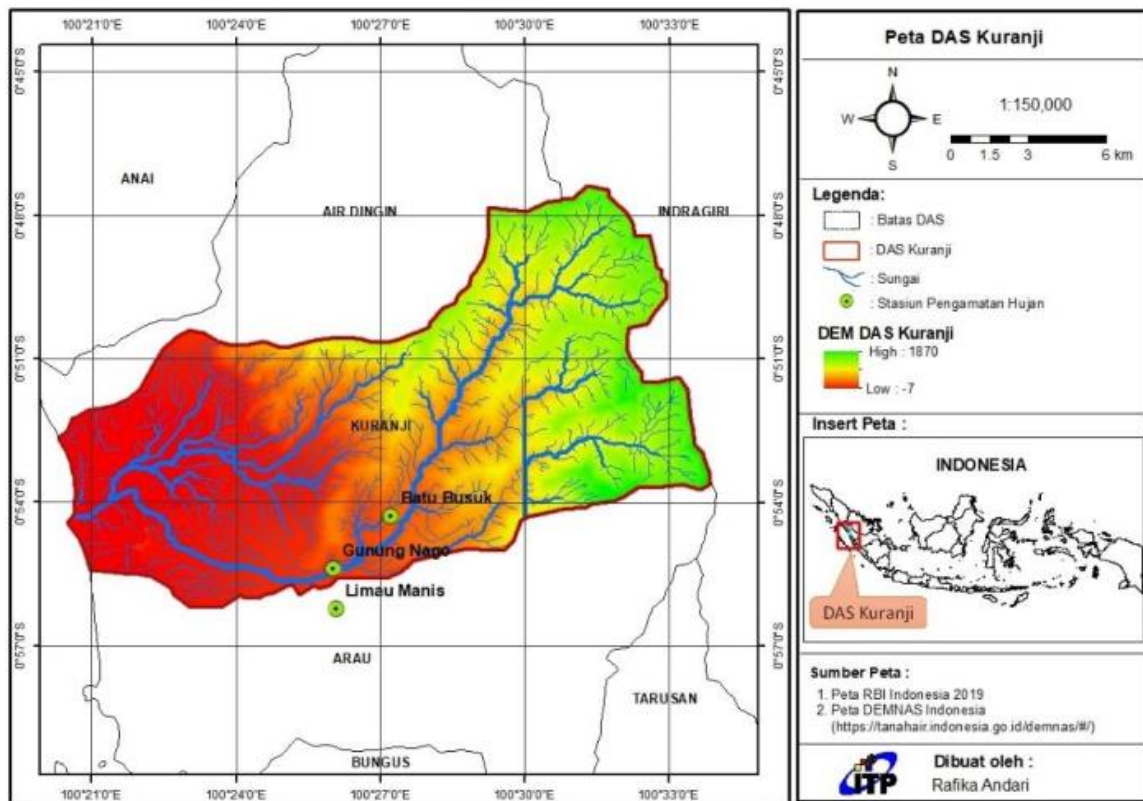 100°21'0"E 100°24'0"E 100°27'0"E 100°30'0"E 100°33'0"E
0°45'0"S 0°45'0"S
ANAI
AIR DINGIN
INDRAGIRI
0°48'0"S 0°48'0"S
0°51'0"S 0°51'0"S
KURANJI
Batu Busuk
0°54'0"S 0°54'0"S
Gunung Nago
Limau Manis
0°57'0"S 0°57'0"S
ARAU
TARUSAN
BUNGUS
100°21'0"E 100°24'0"E 100°27'0"E 100°30'0"E 100°33'0"E
Peta DAS Kuranji
N
W E
S
1:150,000
0 1.5 3 6 km
Legenda:
: Batas DAS
: DAS Kuranji
: Sungai
: Stasiun Pengamatan Hujan
DEM DAS Kuranji
High : 1870
Low : -7
Insert Peta :
INDONESIA
DAS Kuranji
Sumber Peta :
1. Peta RBI Indonesia 2019
2. Peta DEMNAS Indonesia
(https://tanahair.indonesia.go.id/demnas/#/)
ITP
Dibuat oleh :
Rafika Andari